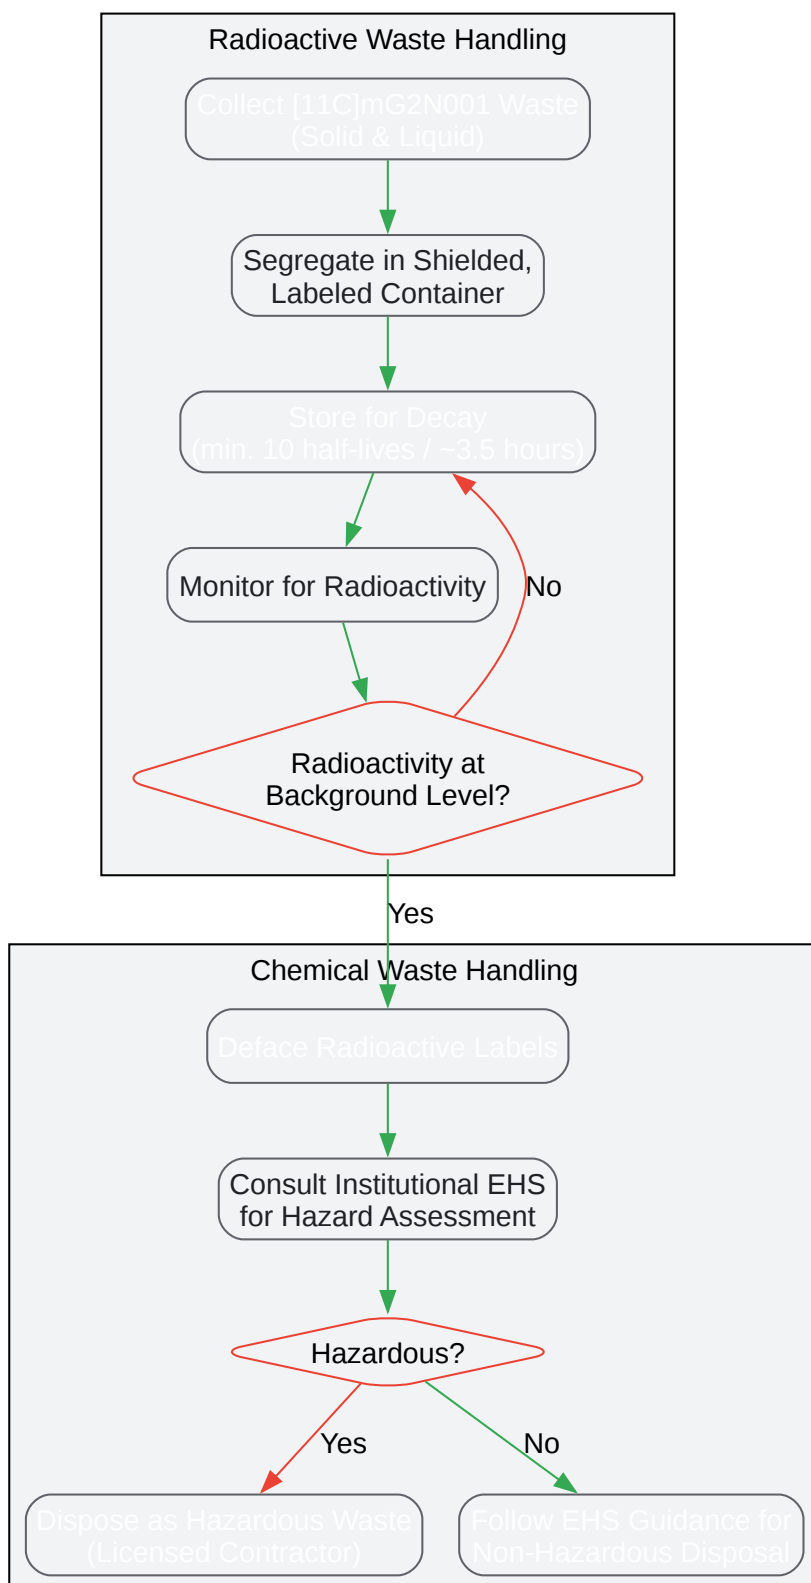 Radioactive Waste Handling
Collect [11C]mG2N001 Waste
(Solid & Liquid)
Segregate in Shielded,
Labeled Container
Store for Decay
(min. 10 half-lives / ~3.5 hours)
Monitor for Radioactivity
No
Radioactivity at
Background Level?
Yes
Chemical Waste Handling
Deface Radioactive Labels
Consult Institutional EHS
for Hazard Assessment
Hazardous?
Yes
No
Dispose as Hazardous Waste
(Licensed Contractor)
Follow EHS Guidance for
Non-Hazardous Disposal